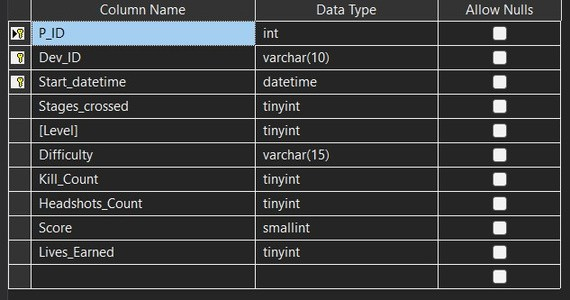 Column Name Data Type Allow Nulls
P_ID int
Dev_ID varchar(10)
Start_datetime datetime
Stages_crossed tinyint
[Level] tinyint
Difficulty varchar(15)
Kill_Count tinyint
Headshots_Count tinyint
Score smallint
Lives_Earned tinyint